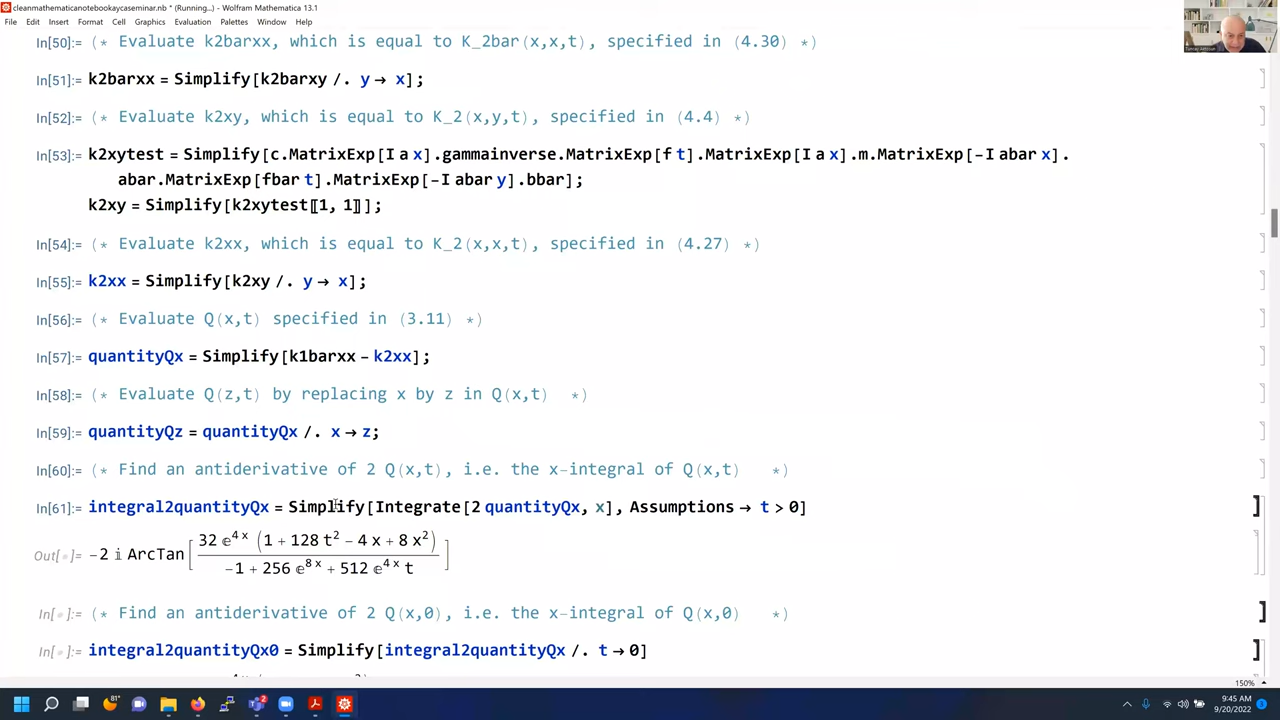 cleanmathematicanotebookaycaseminar.nb * (Running...) - Wolfram Mathematica 13.1
File Edit Insert Format Cell Graphics Evaluation Palettes Window Help
In[50]:= (* Evaluate k2barxx, which is equal to K_2bar(x,x,t), specified in (4.30) *)
In[51]:= k2barxx = Simplify[k2barxy /. y → x];
In[52]:= (* Evaluate k2xy, which is equal to K_2(x,y,t), specified in (4.4) *)
In[53]:= k2xytest = Simplify[c.MatrixExp[I a x].gammainverse.MatrixExp[f t].MatrixExp[I a x].m.MatrixExp[-I abar x].
abar.MatrixExp[fbar t].MatrixExp[-I abar y].bbar];
k2xy = Simplify[k2xytest[[1, 1]]];
In[54]:= (* Evaluate k2xx, which is equal to K_2(x,x,t), specified in (4.27) *)
In[55]:= k2xx = Simplify[k2xy /. y → x];
In[56]:= (* Evaluate Q(x,t) specified in (3.11) *)
In[57]:= quantityQx = Simplify[k1barxx - k2xx];
In[58]:= (* Evaluate Q(z,t) by replacing x by z in Q(x,t) *)
In[59]:= quantityQz = quantityQx /. x → z;
In[60]:= (* Find an antiderivative of 2 Q(x,t), i.e. the x-integral of Q(x,t) *)
In[61]:= integral2quantityQx = Simplify[Integrate[2 quantityQx, x], Assumptions → t > 0]
Out[•]= -2 i ArcTan[ 32 e^4 x (1 + 128 t^2 - 4 x + 8 x^2) / -1 + 256 e^8 x + 512 e^4 x t ]
In[•]:= (* Find an antiderivative of 2 Q(x,0), i.e. the x-integral of Q(x,0) *)
In[•]:= integral2quantityQx0 = Simplify[integral2quantityQx /. t → 0]
150%
81°
9:45 AM
9/20/2022